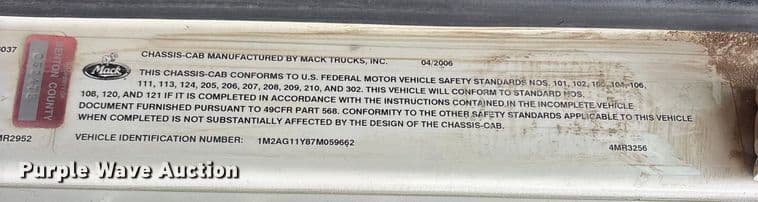 CHASSIS-CAB MANUFACTURED BY MACK TRUCKS, INC. 04/2006
Mack
THIS CHASSIS-CAB CONFORMS TO U.S. FEDERAL MOTOR VEHICLE SAFETY STANDARDS NOS. 101, 102, 104, 106,
111, 113, 124, 205, 206, 207, 208, 209, 210, AND 302. THIS VEHICLE WILL CONFORM TO STANDARD NOS.
108, 120, AND 121 IF IT IS COMPLETED IN ACCORDANCE WITH THE INSTRUCTIONS CONTAINED IN THE INCOMPLETE VEHICLE
DOCUMENT FURNISHED PURSUANT TO 49CFR PART 568. CONFORMITY TO THE OTHER SAFETY STANDARDS APPLICABLE TO THIS VEHICLE
WHEN COMPLETED IS NOT SUBSTANTIALLY AFFECTED BY THE DESIGN OF THE CHASSIS-CAB.
VEHICLE IDENTIFICATION NUMBER: 1M2AG11Y87M059662
4MR3256
BENTON COUNTY
Purple Wave Auction